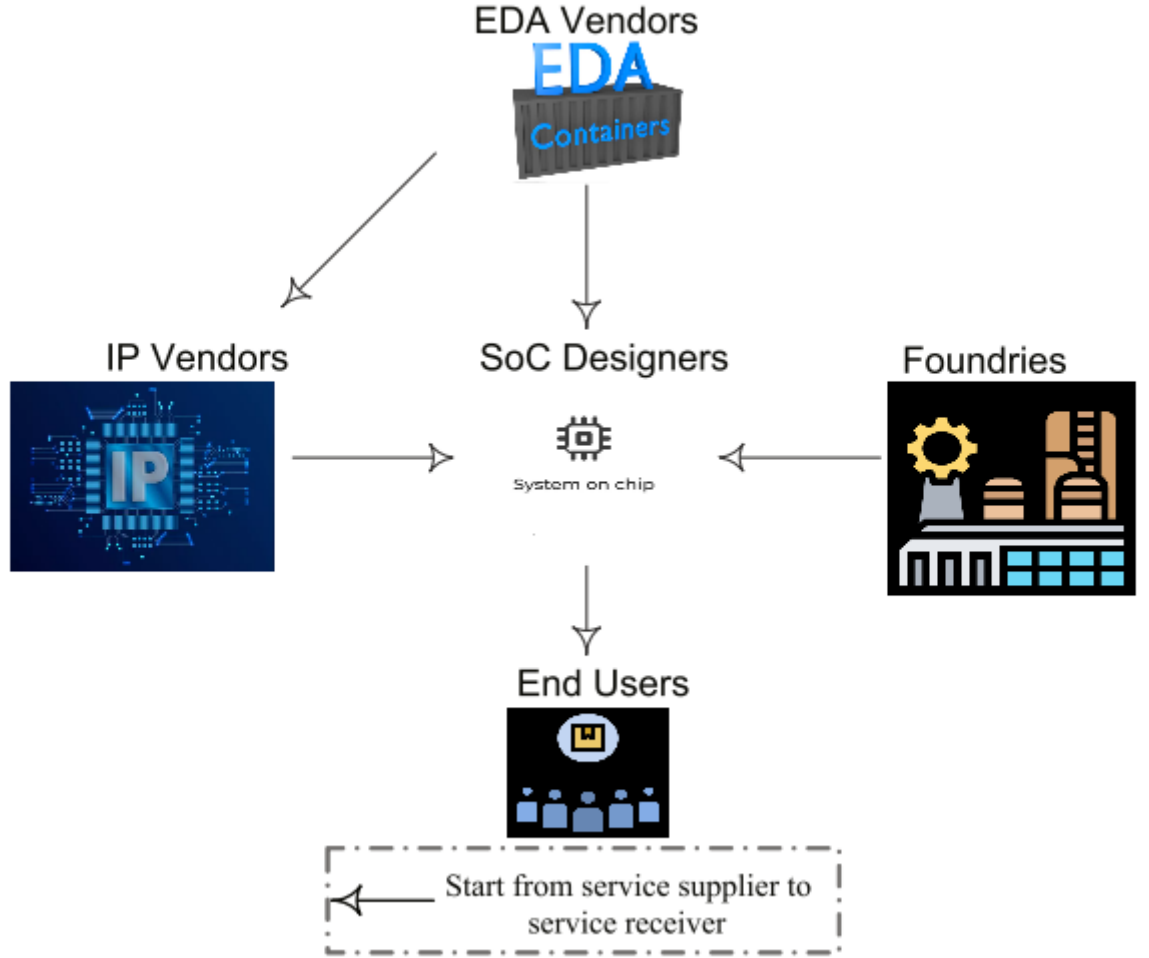 EDA Vendors
EDA
Containers
IP Vendors
SoC Designers
Foundries
IP
System on chip
End Users
Start from service supplier to
service receiver